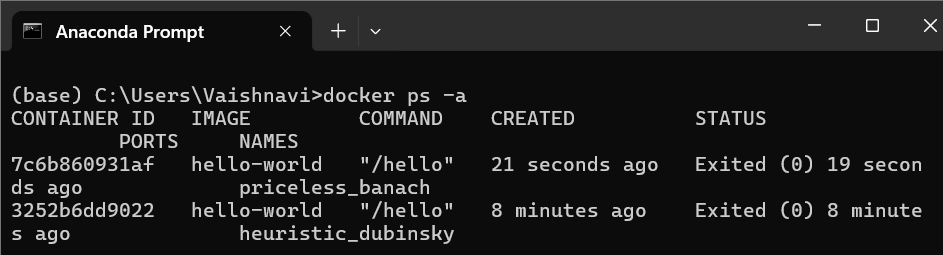 Anaconda Prompt
(base) C:\Users\Vaishnavi>docker ps -a
CONTAINER ID   IMAGE         COMMAND    CREATED          STATUS
         PORTS     NAMES
7c6b860931af   hello-world   "/hello"   21 seconds ago   Exited (0) 19 secon
ds ago             priceless_banach
3252b6dd9022   hello-world   "/hello"   8 minutes ago    Exited (0) 8 minute
s ago              heuristic_dubinsky